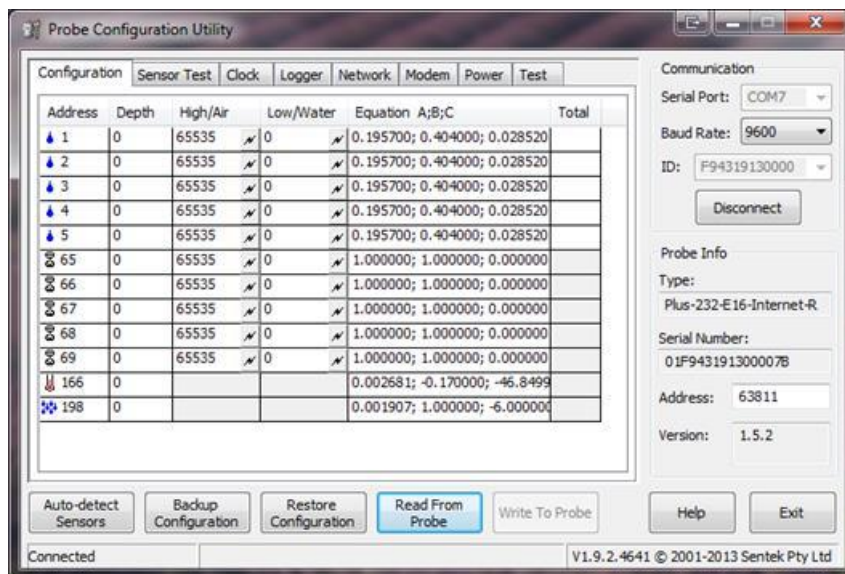 Probe Configuration Utility
Configuration Sensor Test Clock Logger Network Modem Power Test
Address Depth High/Air Low/Water Equation A;B;C Total
1 0 65535 0 0.195700; 0.404000; 0.028520
2 0 65535 0 0.195700; 0.404000; 0.028520
3 0 65535 0 0.195700; 0.404000; 0.028520
4 0 65535 0 0.195700; 0.404000; 0.028520
5 0 65535 0 0.195700; 0.404000; 0.028520
65 0 65535 0 1.000000; 1.000000; 0.000000
66 0 65535 0 1.000000; 1.000000; 0.000000
67 0 65535 0 1.000000; 1.000000; 0.000000
68 0 65535 0 1.000000; 1.000000; 0.000000
69 0 65535 0 1.000000; 1.000000; 0.000000
166 0 0.002681; -0.170000; -46.8499
198 0 0.001907; 1.000000; -6.000000
Communication
Serial Port: COM7
Baud Rate: 9600
ID: F94319130000
Disconnect
Probe Info
Type:
Plus-232-E16-Internet-R
Serial Number:
01F943191300007B
Address: 63811
Version: 1.5.2
Auto-detect
Sensors
Backup
Configuration
Restore
Configuration
Read From
Probe
Write To Probe
Help
Exit
Connected
V1.9.2.4641 © 2001-2013 Sentek Pty Ltd